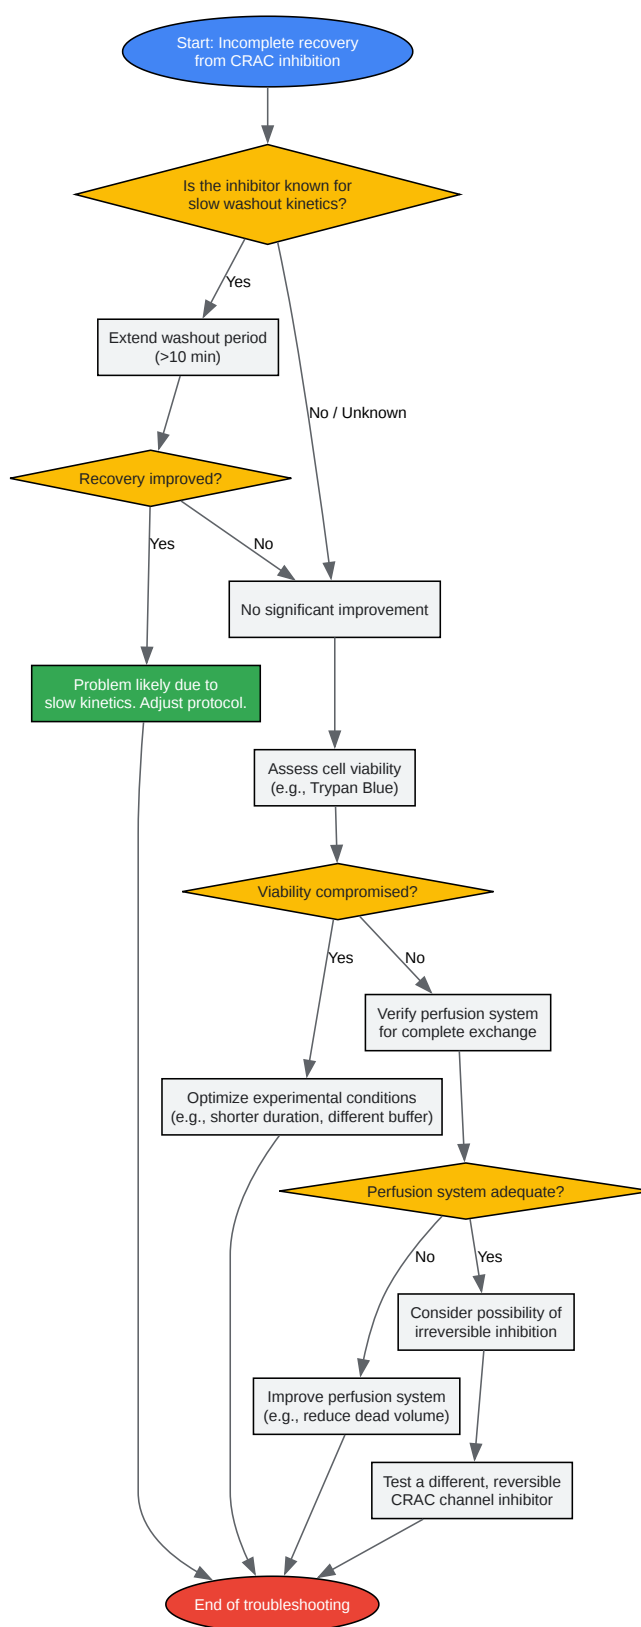 Start: Incomplete recovery
from CRAC inhibition
Is the inhibitor known for
slow washout kinetics?
Yes
Extend washout period
(>10 min)
No / Unknown
Recovery improved?
Yes
No
No significant improvement
Problem likely due to
slow kinetics. Adjust protocol.
Assess cell viability
(e.g., Trypan Blue)
Viability compromised?
Yes
No
Verify perfusion system
for complete exchange
Optimize experimental conditions
(e.g., shorter duration, different buffer)
Perfusion system adequate?
No
Yes
Consider possibility of
irreversible inhibition
Improve perfusion system
(e.g., reduce dead volume)
Test a different, reversible
CRAC channel inhibitor
End of troubleshooting